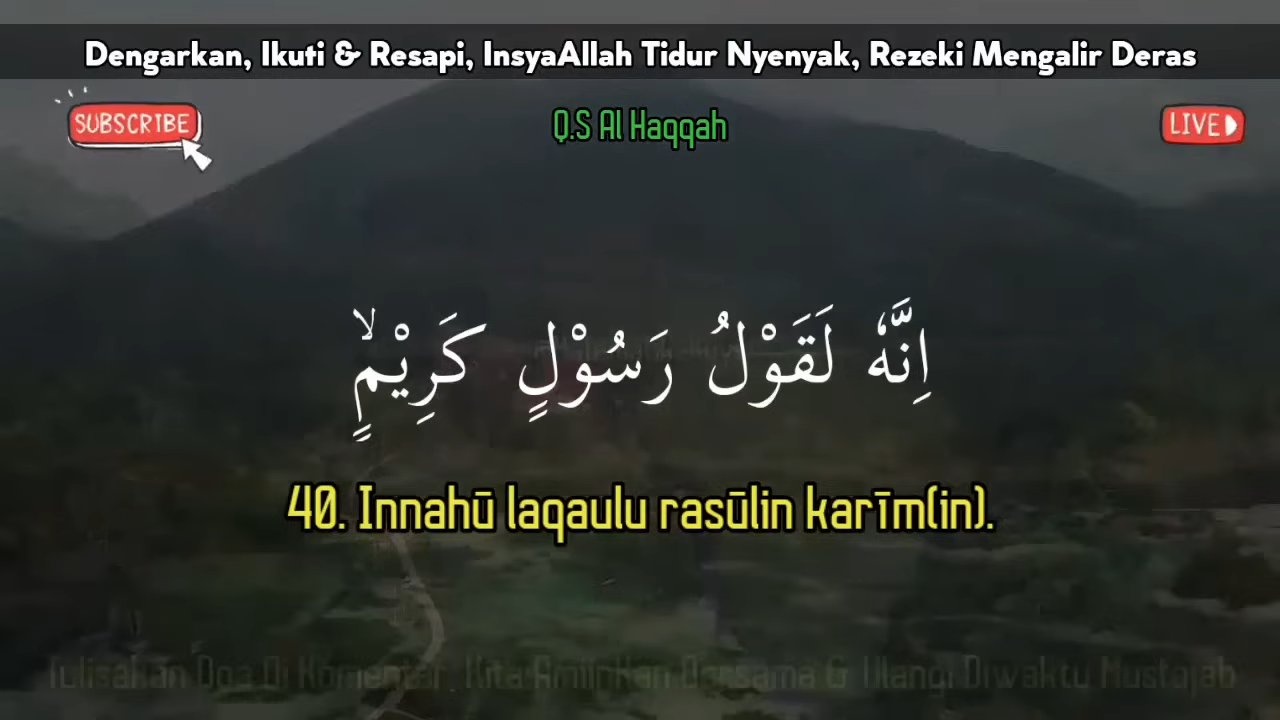 Dengarkan, Ikuti & Resapi, InsyaAllah Tidur Nyenyak, Rezeki Mengalir Deras
SUBSCRIBE
Q.S Al Haqqah
LIVE
اِنَّهٗ لَقَوْلُ رَسُوْلٍ كَرِيْمٍۙ
40. Innahū laqaulu rasūlin karīm(in).
Tulisakan Doa Di Komentar, Kita Amiinkan Bersama & Ulangi Diwaktu Mustajab